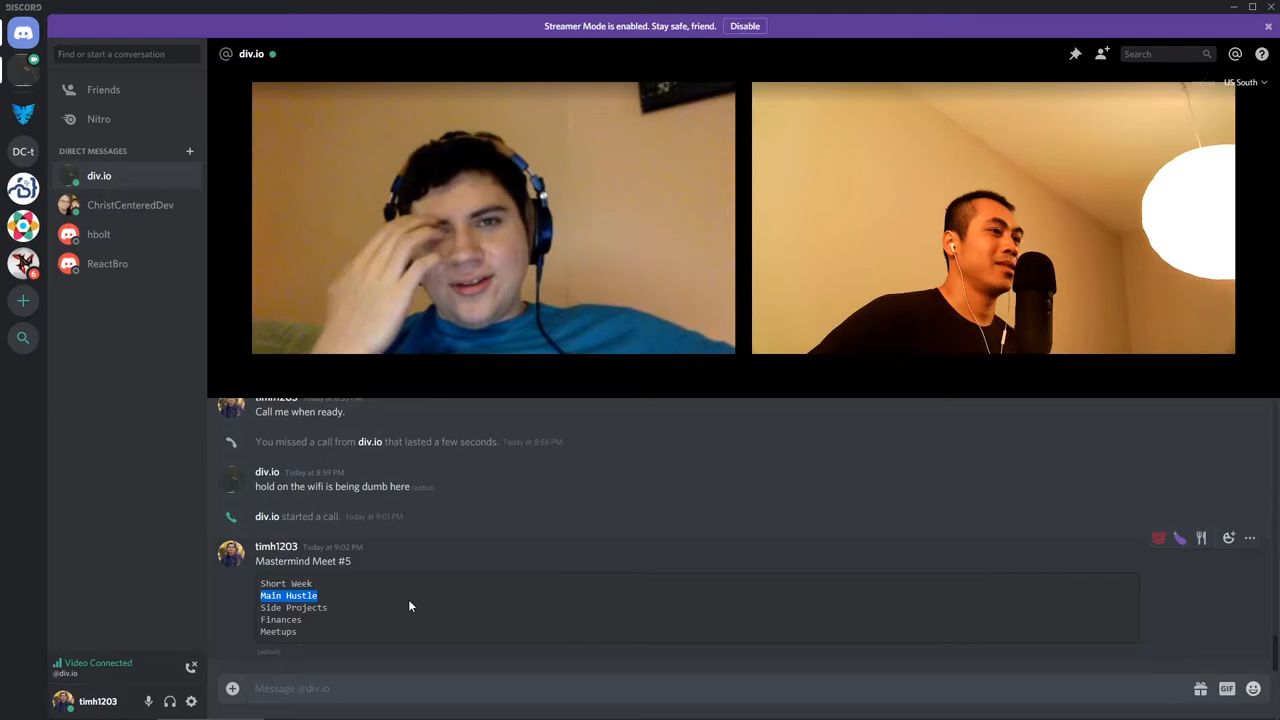 DISCORD
Streamer Mode is enabled. Stay safe, friend. Disable
Find or start a conversation
@ div.io
Search
US South
Friends
Nitro
DIRECT MESSAGES
div.io
ChristCenteredDev
hbolt
ReactBro
DC-t
6
timh1203
Call me when ready.
You missed a call from div.io that lasted a few seconds. Today at 8:58 PM
div.io Today at 8:59 PM
hold on the wifi is being dumb here (edited)
div.io started a call. Today at 9:01 PM
timh1203 Today at 9:02 PM
Mastermind Meet #5
Short Week
Main Hustle
Side Projects
Finances
Meetups
(edited)
Video Connected
@div.io
timh1203
Message @div.io
GIF